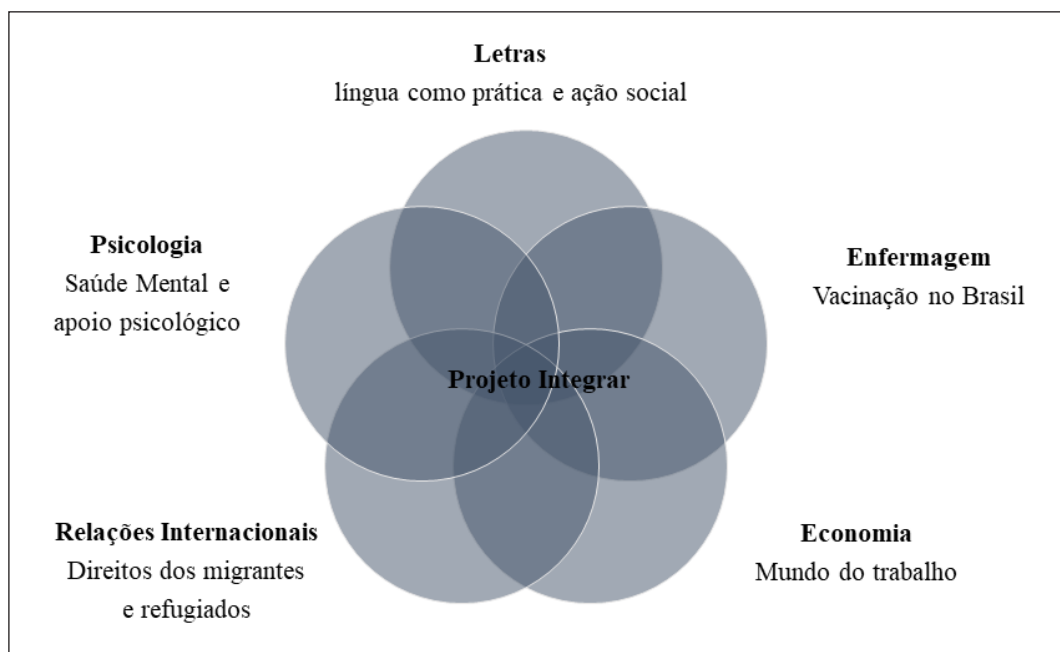 Letras
língua como prática e ação social
Psicologia
Saúde Mental e
apoio psicológico
Enfermagem
Vacinação no Brasil
Projeto Integrar
Relações Internacionais
Direitos dos migrantes
e refugiados
Economia
Mundo do trabalho